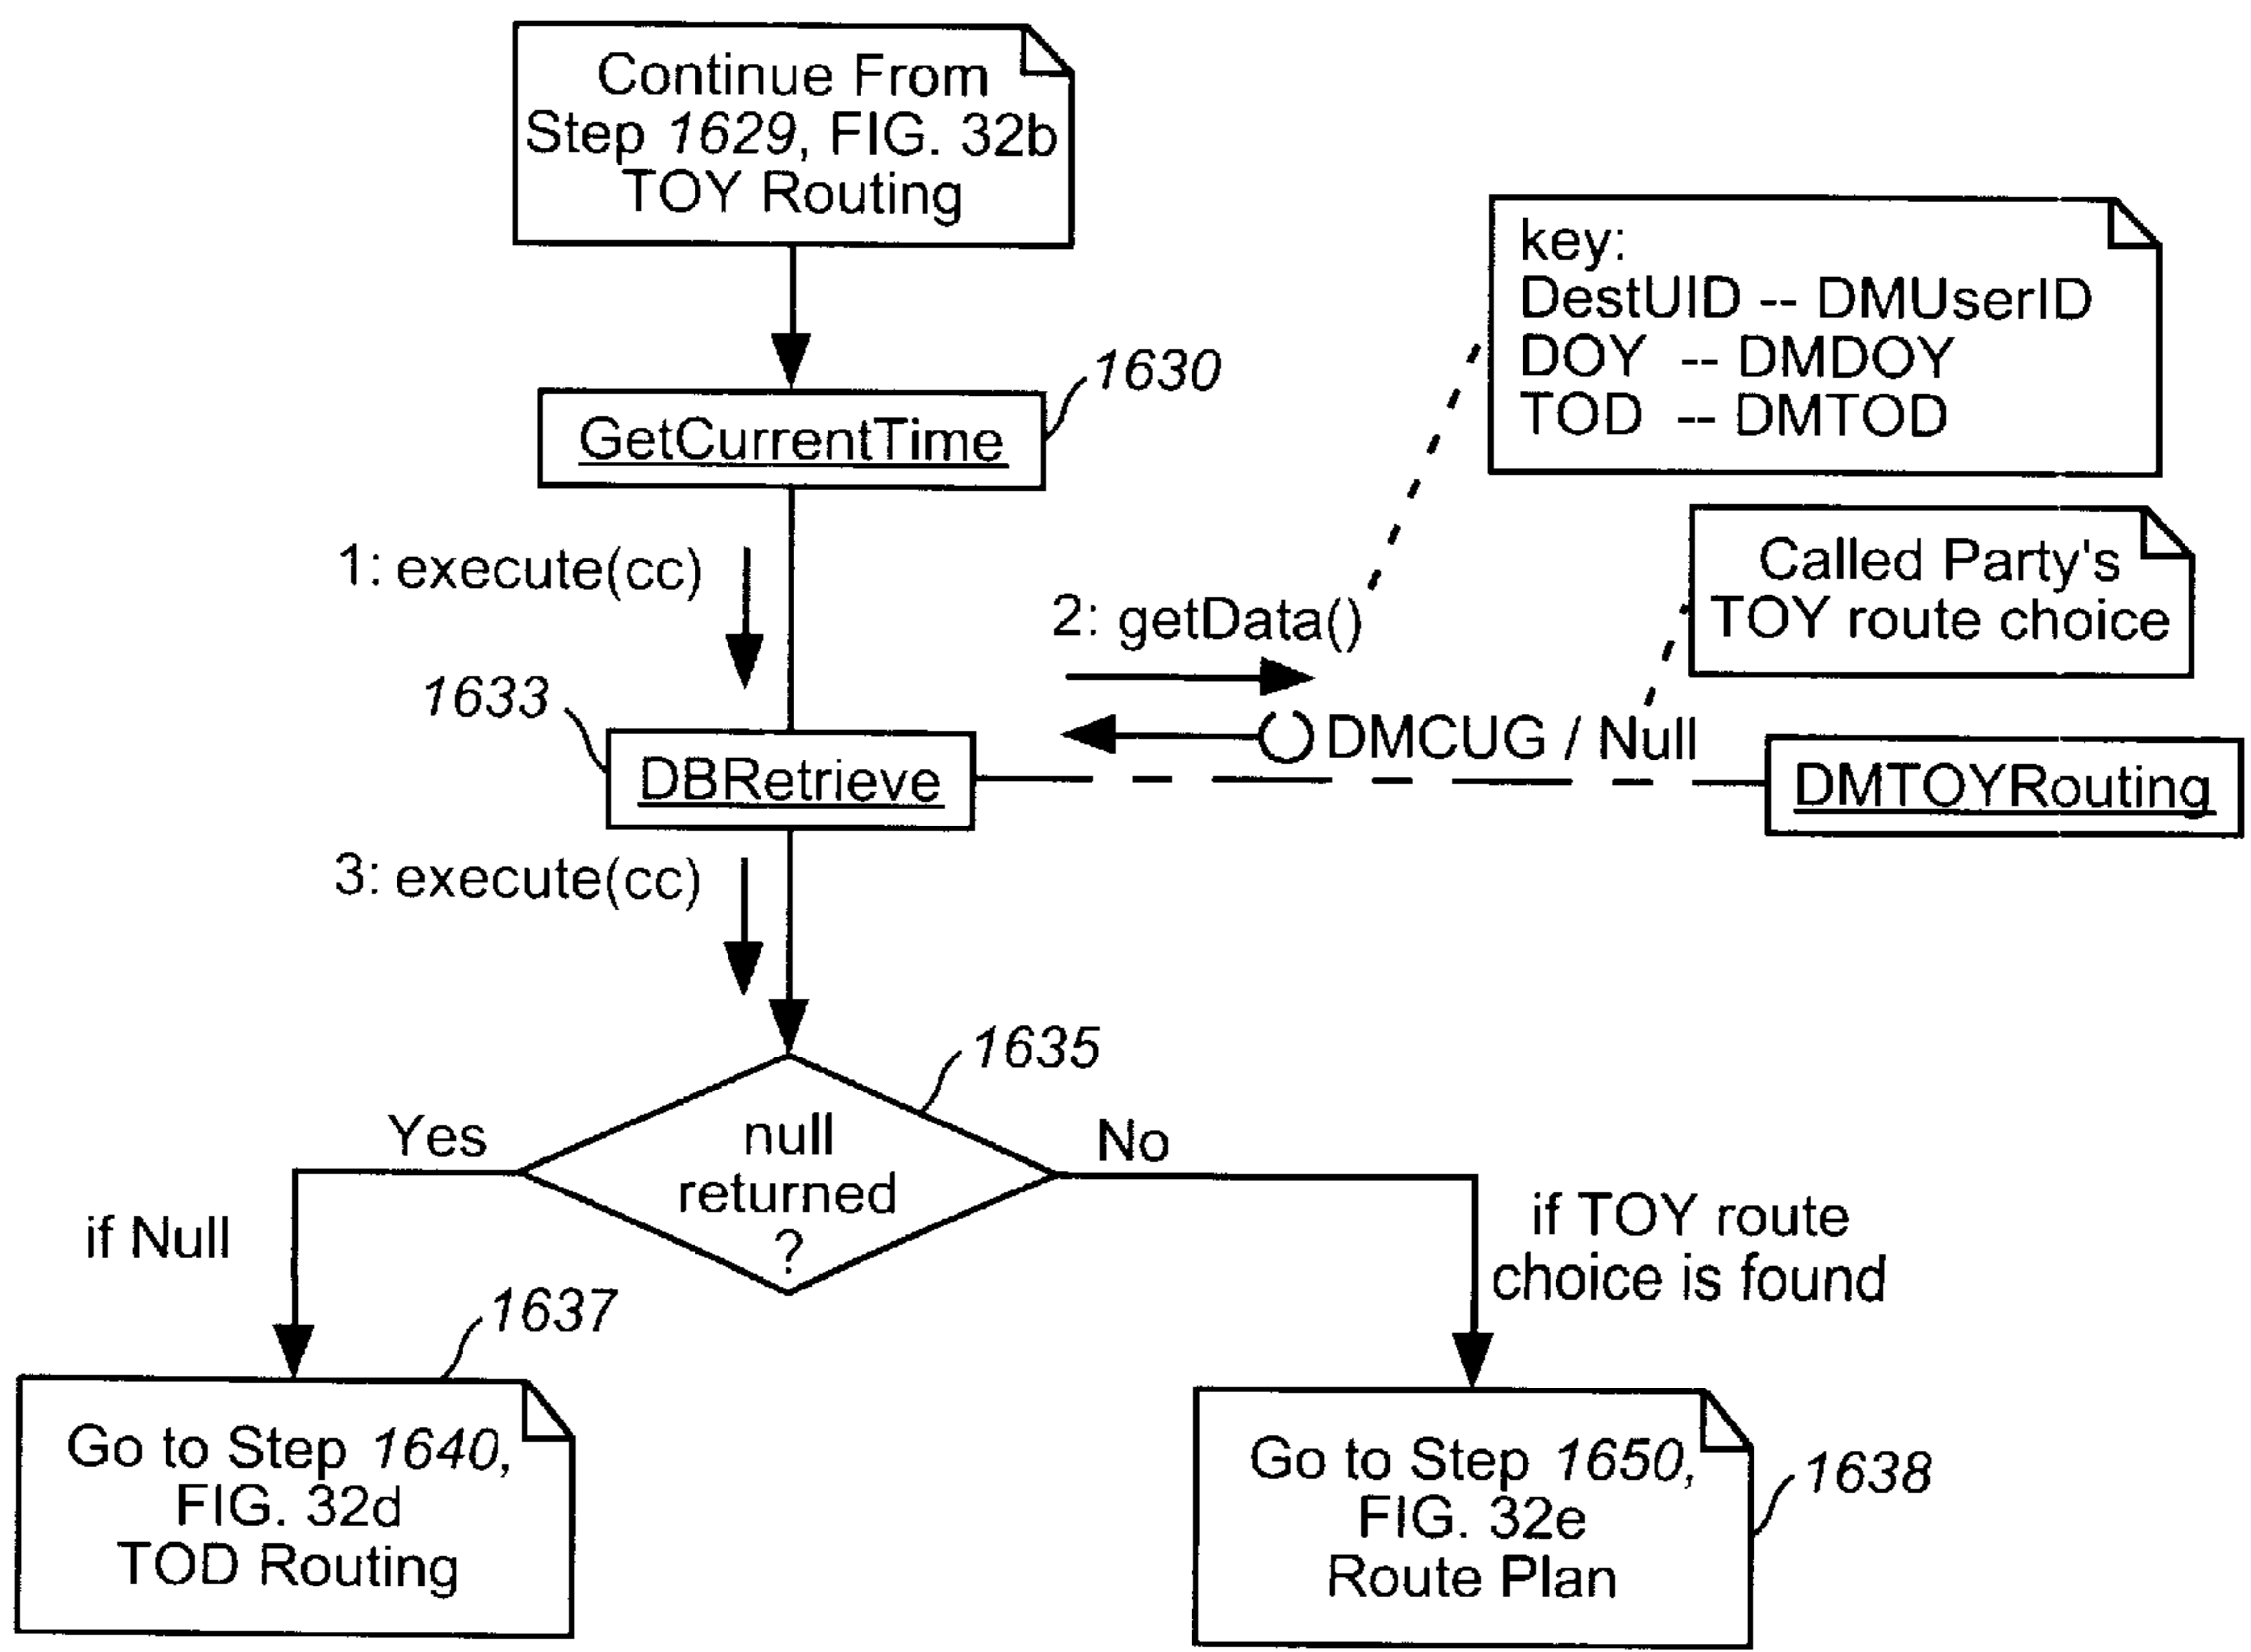 Continue From
Step 1629, FIG. 32b
TOY Routing
key:
DestUID -- DMUserID
DOY -- DMDOY
TOD -- DMTOD
1630
GetCurrentTime
Called Party's
TOY route choice
1: execute(cc)
2: getData()
1633
DMCUG / Null
DBRetrieve
DMTOYRouting
3: execute(cc)
1635
Yes
null
returned
?
No
if Null
if TOY route
choice is found
1637
Go to Step 1640,
FIG. 32d
TOD Routing
Go to Step 1650,
FIG. 32e
Route Plan
1638